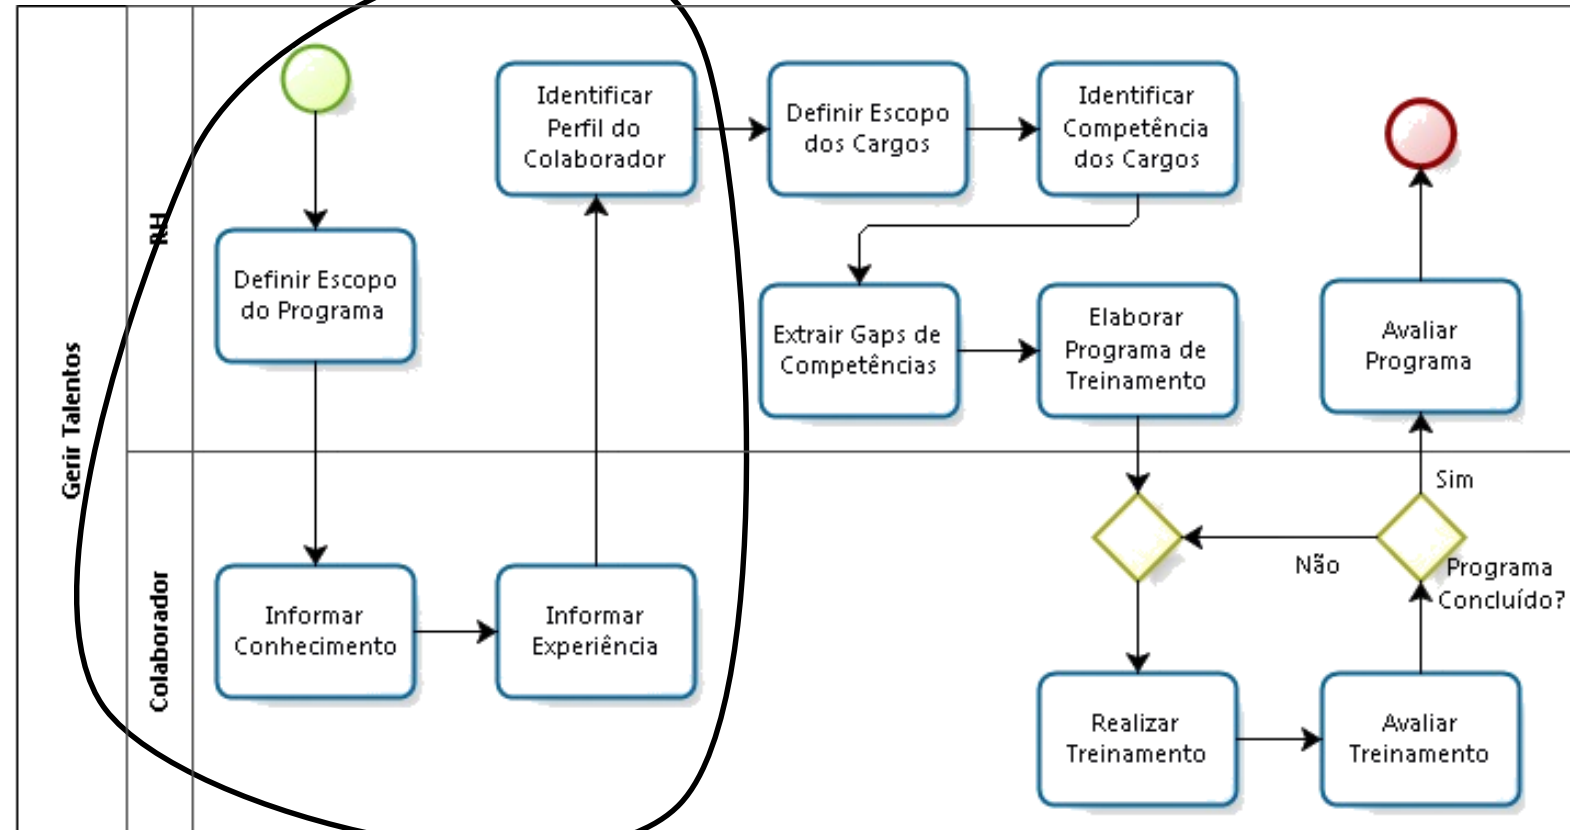 Gerir Talentos
RH
Definir Escopo
do Programa
Identificar
Perfil do
Colaborador
Definir Escopo
dos Cargos
Identificar
Competência
dos Cargos
Extrair Gaps de
Competências
Elaborar
Programa de
Treinamento
Avaliar
Programa
Colaborador
Informar
Conhecimento
Informar
Experiência
Sim
Não
Programa
Concluído?
Realizar
Treinamento
Avaliar
Treinamento